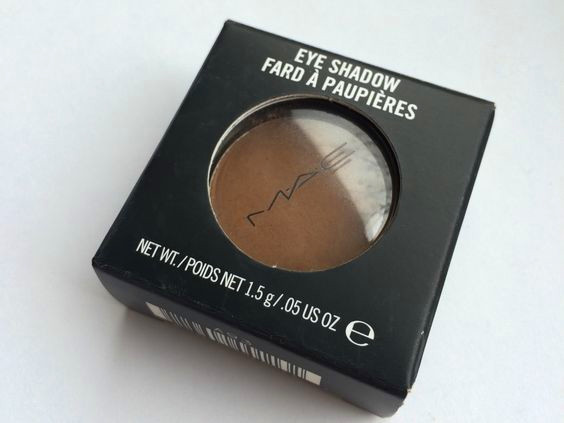 EYE SHADOW
FARD À PAUPIÈRES
MAC
NET WT./POIDS NET 1.5 g/.05 US OZ e